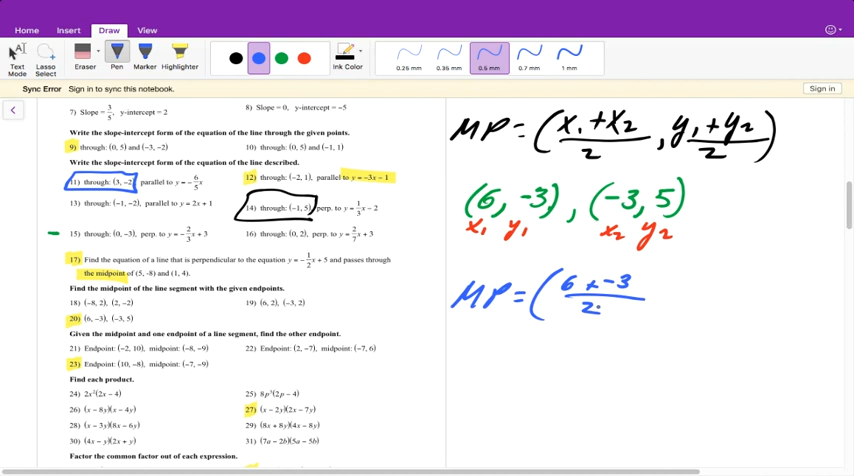 Home Insert Draw View
Text Mode Lasso Select Eraser Pen Marker Highlighter Ink Color 0.25 mm 0.35 mm 0.5 mm 0.7 mm 1 mm
Sync Error Sign in to sync this notebook. Sign in
7) Slope = 3/5, y-intercept = 2
8) Slope = 0, y-intercept = −5
Write the slope-intercept form of the equation of the line through the given points.
9) through: (0, 5) and (−3, −2)
10) through: (0, 5) and (−1, 1)
Write the slope-intercept form of the equation of the line described.
11) through: (3, −2), parallel to y = −6/5x
12) through: (−2, 1), parallel to y = −3x − 1
13) through: (−1, −2), parallel to y = 2x + 1
14) through: (−1, 5), perp. to y = 1/3x − 2
15) through: (0, −3), perp. to y = −2/3x + 3
16) through: (0, 2), perp. to y = 2/7x + 3
17) Find the equation of a line that is perpendicular to the equation y = −1/2x + 5 and passes through
the midpoint of (5, -8) and (1, 4).
Find the midpoint of the line segment with the given endpoints.
18) (−8, 2), (2, −2)
19) (6, 2), (−3, 2)
20) (6, −3), (−3, 5)
Given the midpoint and one endpoint of a line segment, find the other endpoint.
21) Endpoint: (−2, 10), midpoint: (−8, −9)
22) Endpoint: (2, −7), midpoint: (−7, 6)
23) Endpoint: (10, −8), midpoint: (−7, −9)
Find each product.
24) 2x²(2x − 4)
25) 8p³(2p − 4)
26) (x − 8y)(x − 4y)
27) (x − 2y)(2x − 7y)
28) (x − 3y)(8x − 6y)
29) (8x + 8y)(4x − 8y)
30) (4x − y)(2x + y)
31) (7a − 2b)(5a − 5b)
Factor the common factor out of each expression.
MP = (x₁ + x₂/2, y₁ + y₂/2)
(6, -3), (-3, 5)
x₁ y₁ x₂ y₂
MP = (6 + -3/2